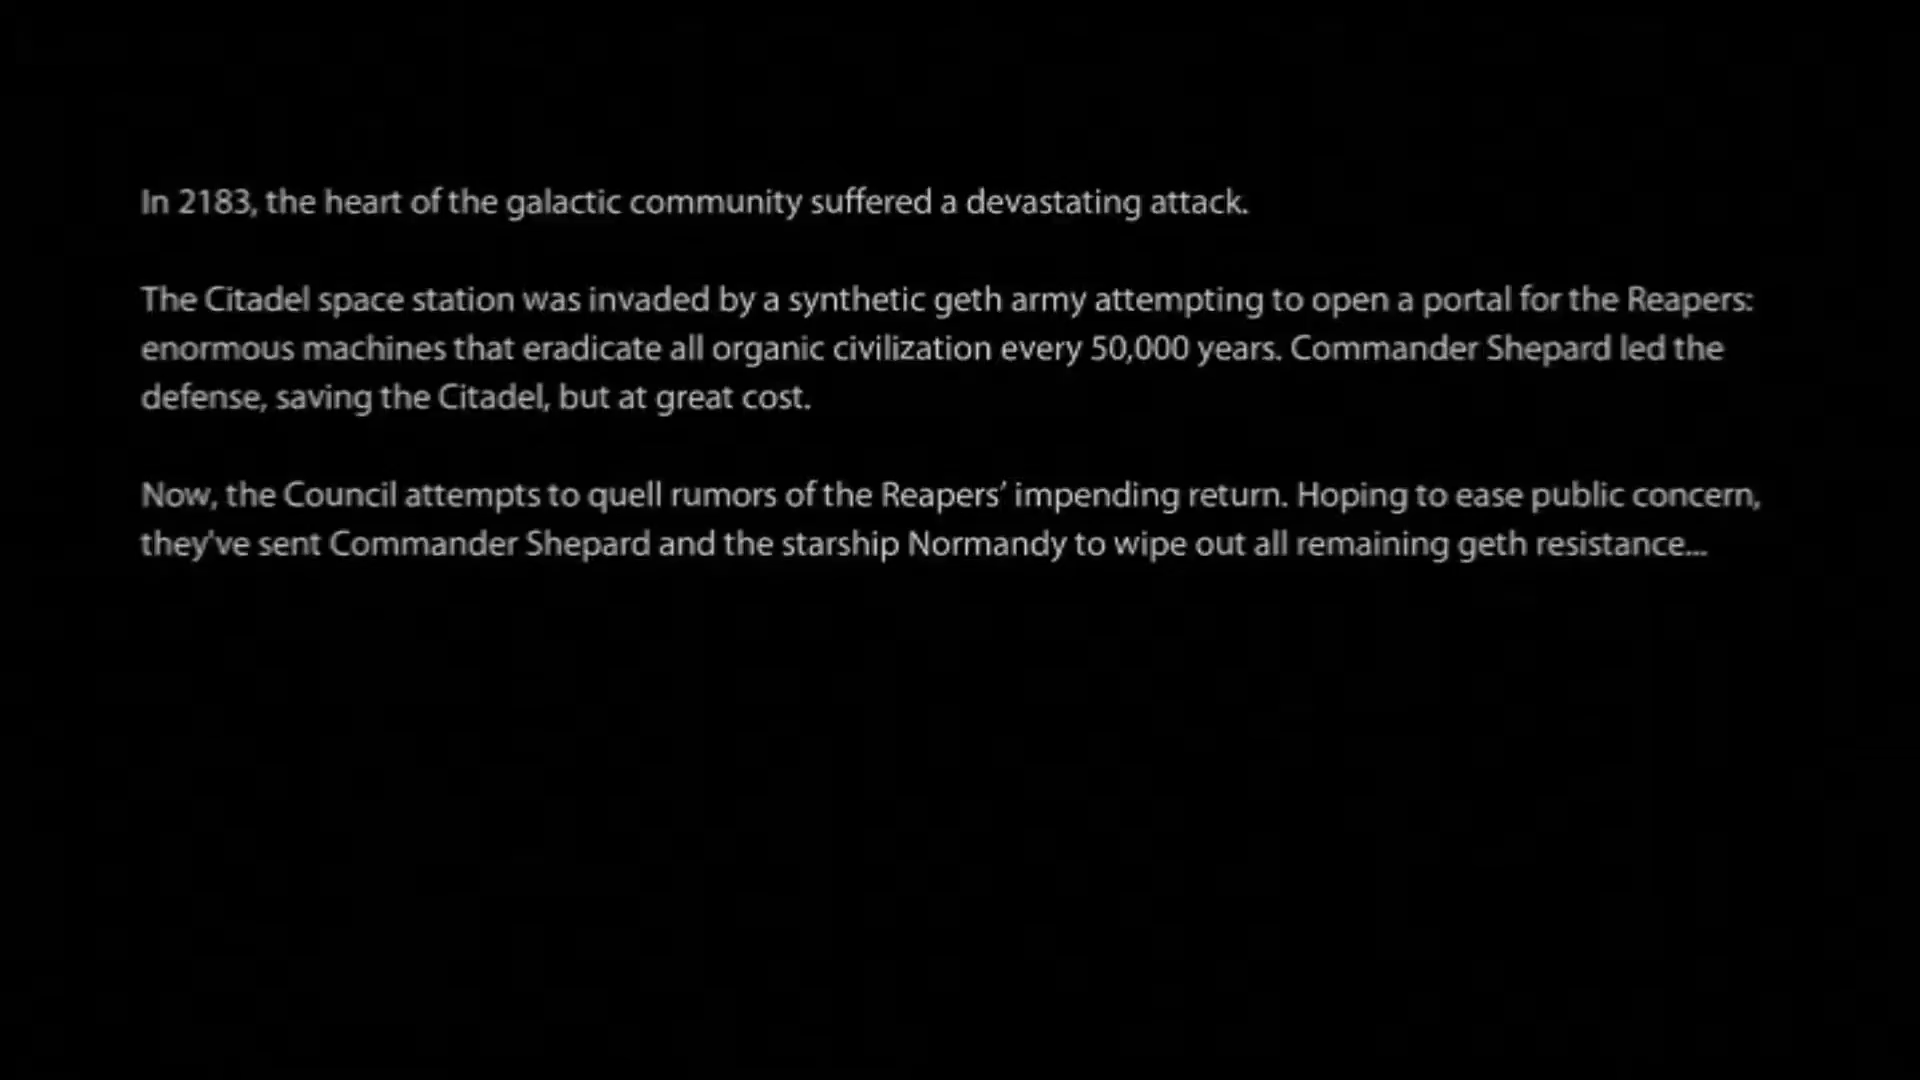 In 2183, the heart of the galactic community suffered a devastating attack.
The Citadel space station was invaded by a synthetic geth army attempting to open a portal for the Reapers:
enormous machines that eradicate all organic civilization every 50,000 years. Commander Shepard led the
defense, saving the Citadel, but at great cost.
Now, the Council attempts to quell rumors of the Reapers’ impending return. Hoping to ease public concern,
they've sent Commander Shepard and the starship Normandy to wipe out all remaining geth resistance...